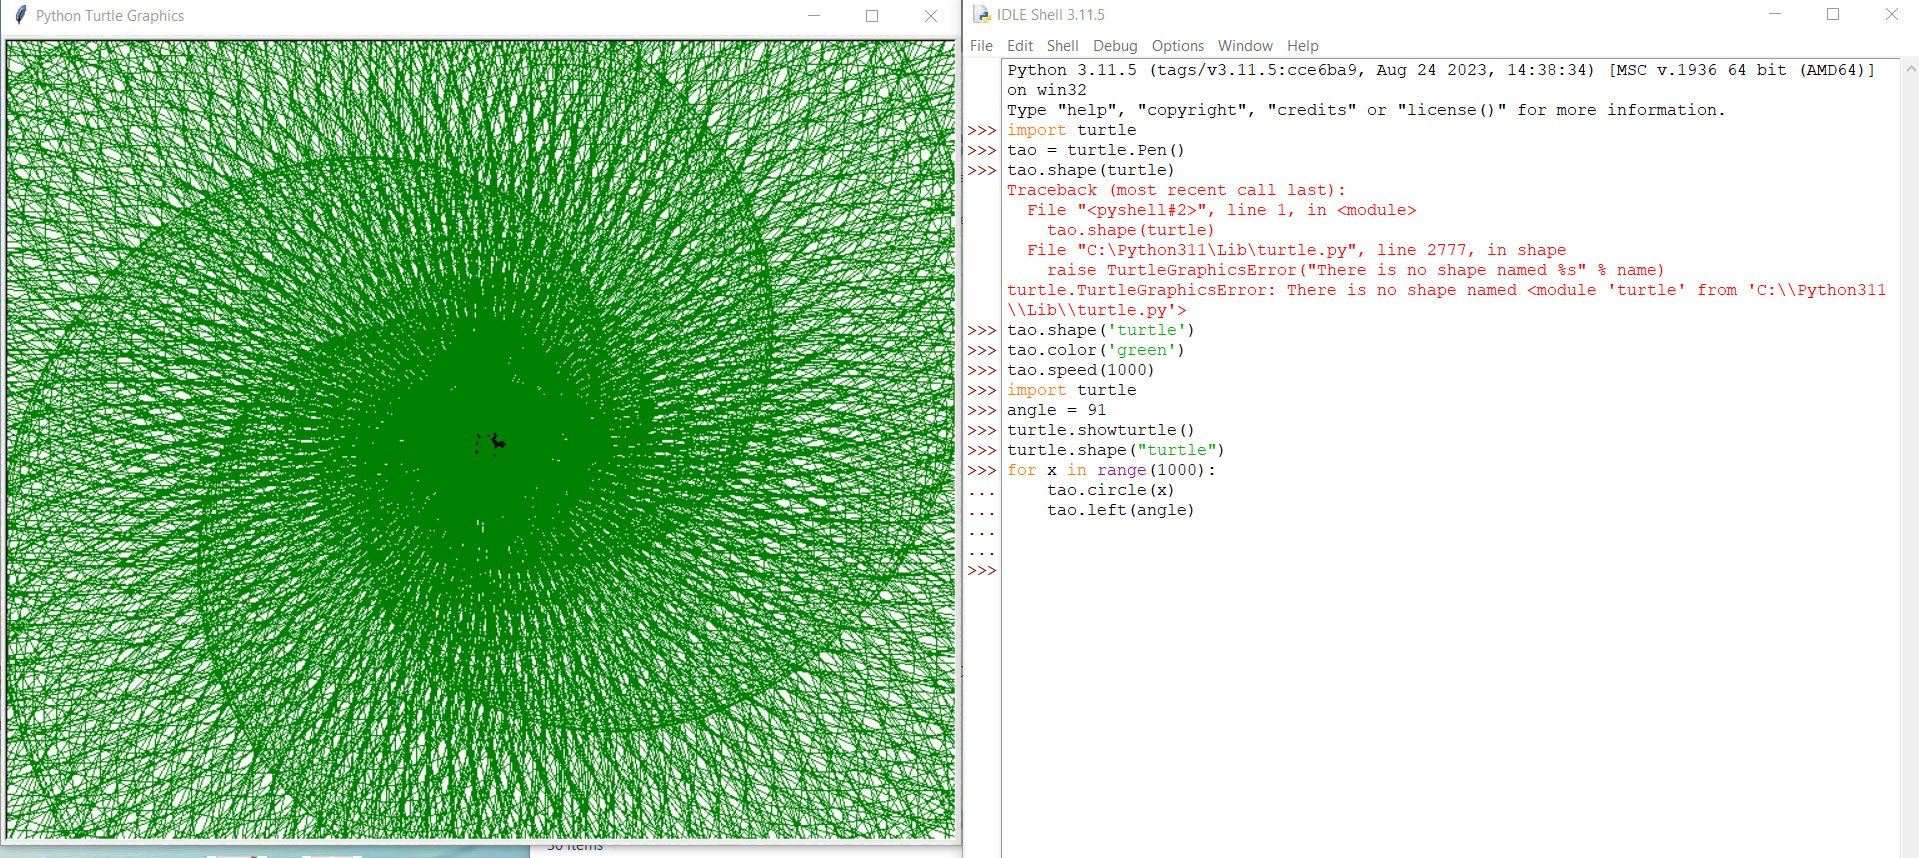 Python Turtle Graphics
IDLE Shell 3.11.5
File Edit Shell Debug Options Window Help
Python 3.11.5 (tags/v3.11.5:cce6ba9, Aug 24 2023, 14:38:34) [MSC v.1936 64 bit (AMD64)]
on win32
Type "help", "copyright", "credits" or "license()" for more information.
>>> import turtle
>>> tao = turtle.Pen()
>>> tao.shape(turtle)
Traceback (most recent call last):
  File "<pyshell#2>", line 1, in <module>
    tao.shape(turtle)
  File "C:\Python311\Lib\turtle.py", line 2777, in shape
    raise TurtleGraphicsError("There is no shape named %s" % name)
turtle.TurtleGraphicsError: There is no shape named <module 'turtle' from 'C:\\Python311
\\Lib\\turtle.py'>
>>> tao.shape('turtle')
>>> tao.color('green')
>>> tao.speed(1000)
>>> import turtle
>>> angle = 91
>>> turtle.showturtle()
>>> turtle.shape("turtle")
>>> for x in range(1000):
...     tao.circle(x)
...     tao.left(angle)
...
...
>>>
50 items